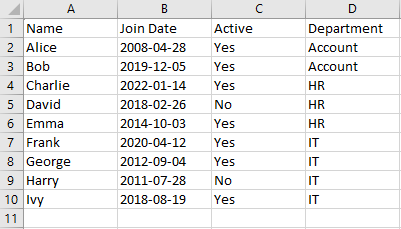 A B C D
1 Name Join Date Active Department
2 Alice 2008-04-28 Yes Account
3 Bob 2019-12-05 Yes Account
4 Charlie 2022-01-14 Yes HR
5 David 2018-02-26 No HR
6 Emma 2014-10-03 Yes HR
7 Frank 2020-04-12 Yes IT
8 George 2012-09-04 Yes IT
9 Harry 2011-07-28 No IT
10 Ivy 2018-08-19 Yes IT
11